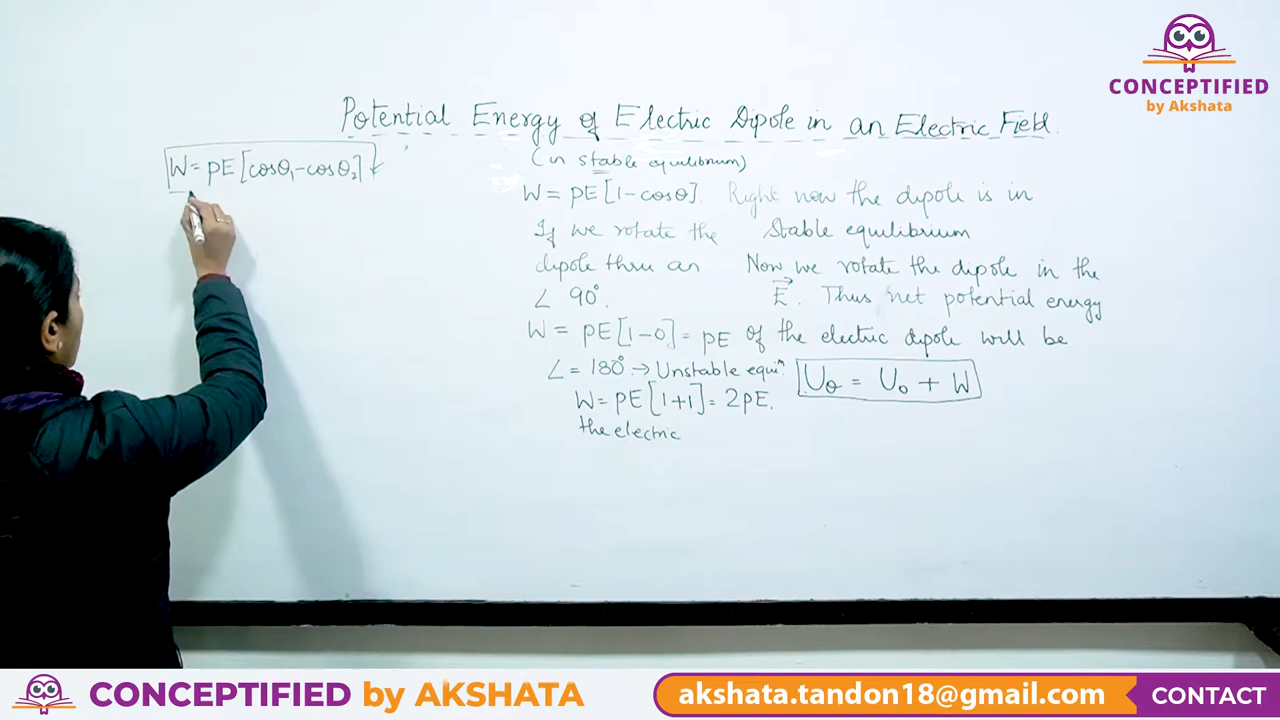 CONCEPTIFIED
by Akshata
Potential Energy of Electric Dipole in an Electric Field.
W = pE[cosθ₁-cosθ₂]
(in stable equilibrium)
W = pE[1-cosθ].
If we rotate the
dipole thru an
∠ 90°.
W = pE[1-0] = pE
∠ = 180° → Unstable equiᵐ
W = pE[1+1] = 2pE.
the electric
Right now the dipole is in
Stable equilibrium
Now we rotate the dipole in the
E⃗. Thus net potential energy
of the electric dipole will be
Uθ = U₀ + W
CONCEPTIFIED by AKSHATA
akshata.tandon18@gmail.com
CONTACT